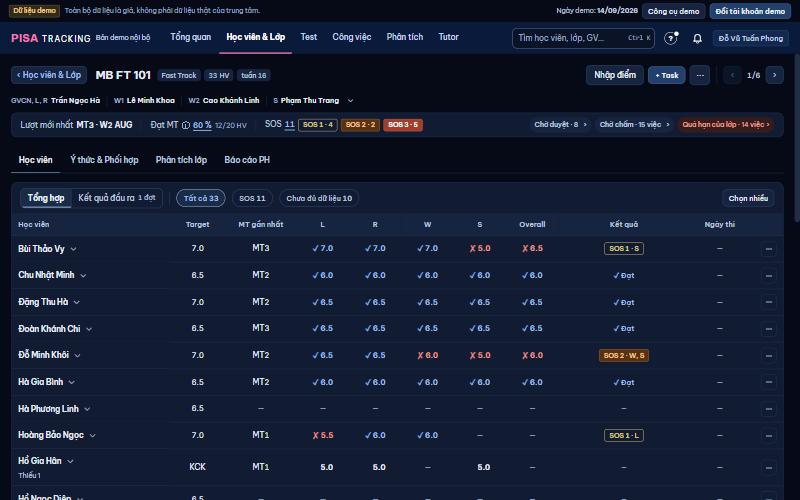 Dữ liệu demo Toàn bộ dữ liệu là giả, không phải dữ liệu thật của trung tâm. Ngày demo: 14/09/2026 Công cụ demo Đổi tài khoản demo
PISA TRACKING Bản demo nội bộ Tổng quan Học viên & Lớp Test Công việc Phân tích Tutor Tìm học viên, lớp, GV... Ctrl K ? Đỗ Vũ Tuấn Phong
‹ Học viên & Lớp MB FT 101 Fast Track 33 HV tuần 16 Nhập điểm + Task ... ‹ 1/6 ›
GVCN, L, R Trần Ngọc Hà W1 Lê Minh Khoa W2 Cao Khánh Linh S Phạm Thu Trang
Lượt mới nhất MT3 · W2 AUG Đạt MT 60 % 12/20 HV SOS 11 SOS 1 · 4 SOS 2 · 2 SOS 3 · 5 Chờ duyệt · 8 › Chờ chấm · 15 việc › Quá hạn của lớp · 14 việc ›
Học viên Ý thức & Phối hợp Phân tích lớp Báo cáo PH
Tổng hợp Kết quả đầu ra 1 đợt Tất cả 33 SOS 11 Chưa đủ dữ liệu 10 Chọn nhiều
Học viên Target MT gần nhất L R W S Overall Kết quả Ngày thi
Bùi Thảo Vy 7.0 MT3 ✓ 7.0 ✓ 7.0 ✓ 7.0 ✗ 5.0 ✗ 6.5 SOS 1 · S –
Chu Nhật Minh 6.5 MT2 ✓ 6.0 ✓ 6.0 ✓ 6.0 ✓ 6.0 ✓ 6.0 ✓ Đạt –
Đặng Thu Hà 7.0 MT2 ✓ 6.5 ✓ 6.5 ✓ 6.5 ✓ 6.5 ✓ 6.5 ✓ Đạt –
Đoàn Khánh Chi 6.5 MT3 ✓ 6.5 ✓ 6.5 ✓ 6.5 ✓ 6.5 ✓ 6.5 ✓ Đạt –
Đỗ Minh Khôi 7.0 MT2 ✓ 6.5 ✓ 6.5 ✗ 6.0 ✗ 5.0 ✗ 6.0 SOS 2 · W, S –
Hà Gia Bình 6.5 MT2 ✓ 6.0 ✓ 6.0 ✓ 6.0 ✓ 6.0 ✓ 6.0 ✓ Đạt –
Hà Phương Linh 6.5 – – – – – – – –
Hoàng Bảo Ngọc 7.0 MT1 ✗ 5.5 ✓ 6.0 ✓ 6.0 – – SOS 1 · L –
Hồ Gia Hân KCK MT1 5.0 5.0 – 5.0 – – –
Thiếu 1
Hồ Ngọc Diệp 6.5